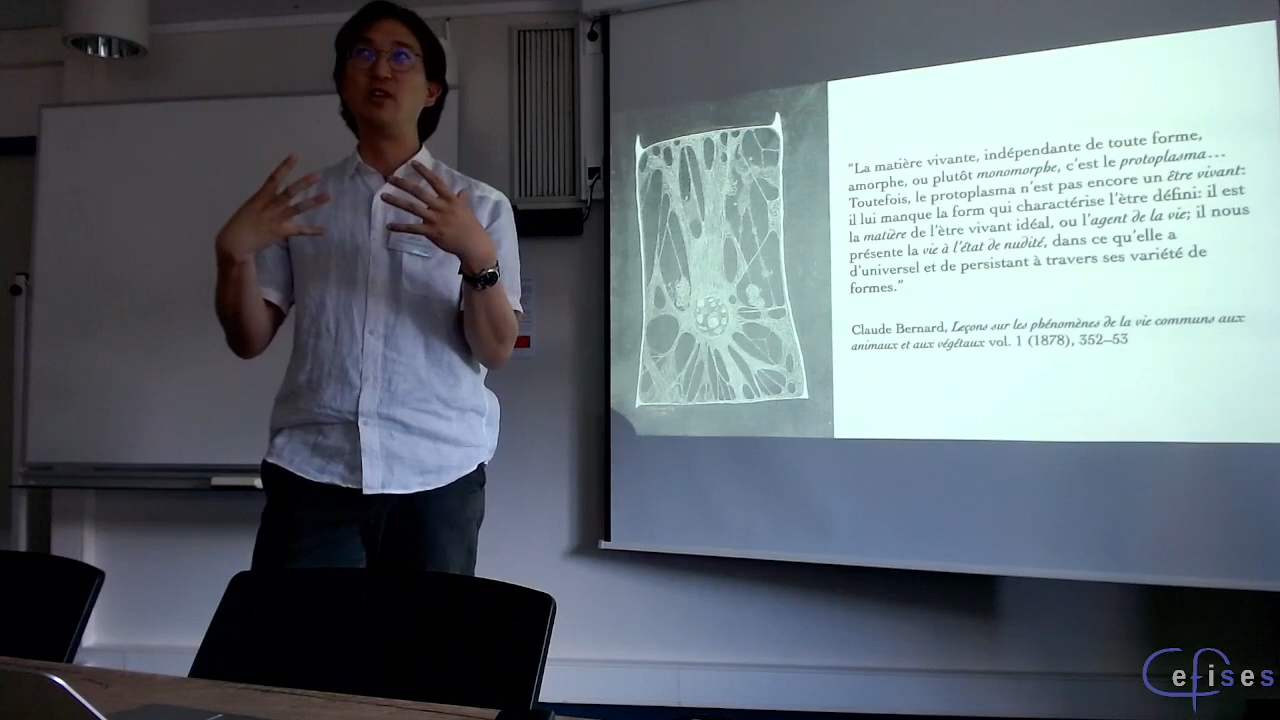 “La matière vivante, indépendante de toute forme,
amorphe, ou plutôt monomorphe, c’est le protoplasma…
Toutefois, le protoplasma n’est pas encore un être vivant:
il lui manque la form qui charactérise l’ètre défini: il est
la matière de l’ètre vivant idéal, ou l’agent de la vie; il nous
présente la vie à l’état de nudité, dans ce qu’elle a
d’universel et de persistant à travers ses variété de
formes.”
Claude Bernard, Leçons sur les phénomènes de la vie communs aux
animaux et aux végétaux vol. 1 (1878), 352–53
Cefises